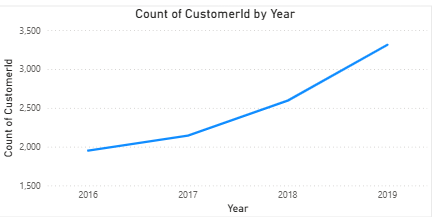 Count of CustomerId by Year
Count of CustomerId
3,500
3,000
2,500
2,000
1,500
2016 2017 2018 2019
Year